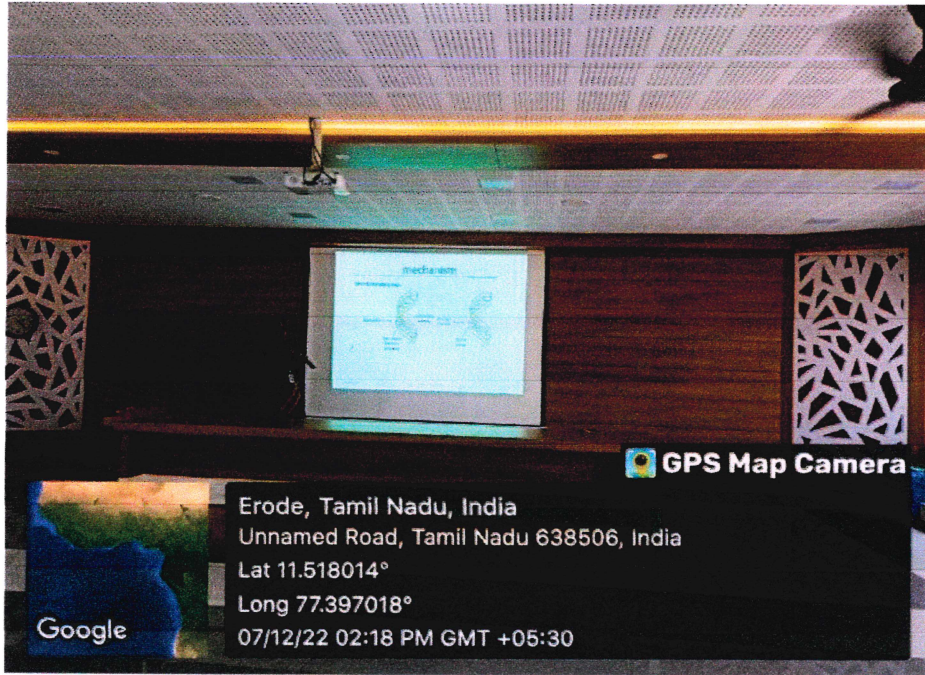 mechanism
GPS Map Camera
Erode, Tamil Nadu, India
Unnamed Road, Tamil Nadu 638506, India
Lat 11.518014°
Long 77.397018°
07/12/22 02:18 PM GMT +05:30
Google